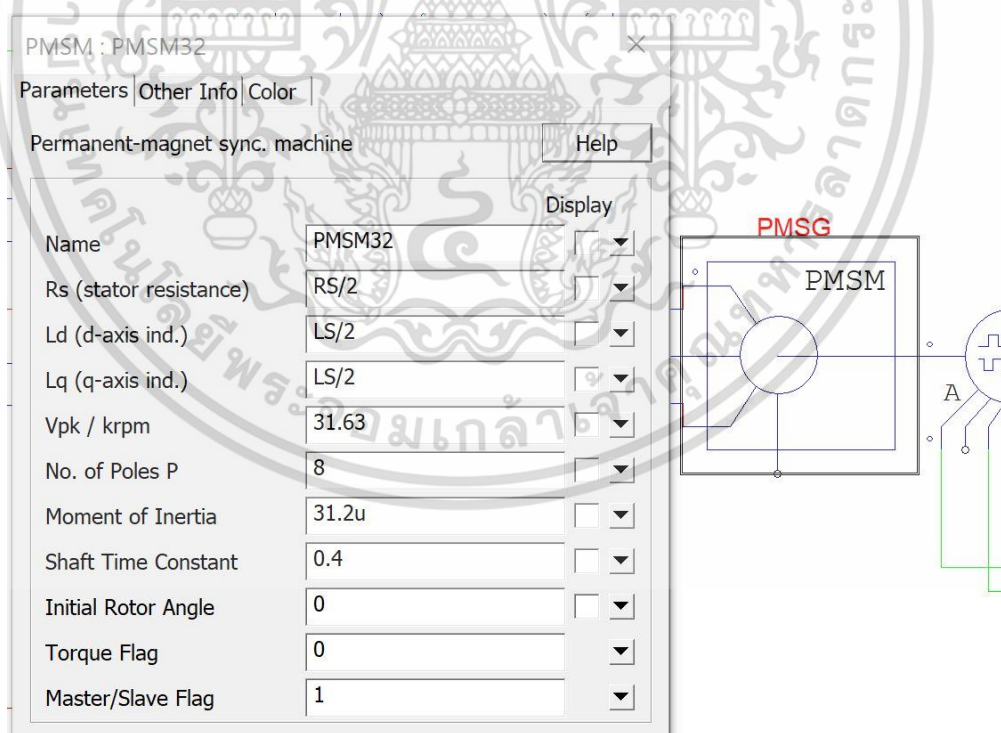 PMSM : PMSM32
Parameters Other Info Color
Permanent-magnet sync. machine Help
Display
Name PMSM32
Rs (stator resistance) RS/2
Ld (d-axis ind.) LS/2
Lq (q-axis ind.) LS/2
Vpk / krpm 31.63
No. of Poles P 8
Moment of Inertia 31.2u
Shaft Time Constant 0.4
Initial Rotor Angle 0
Torque Flag 0
Master/Slave Flag 1
PMSG
PMSM
A